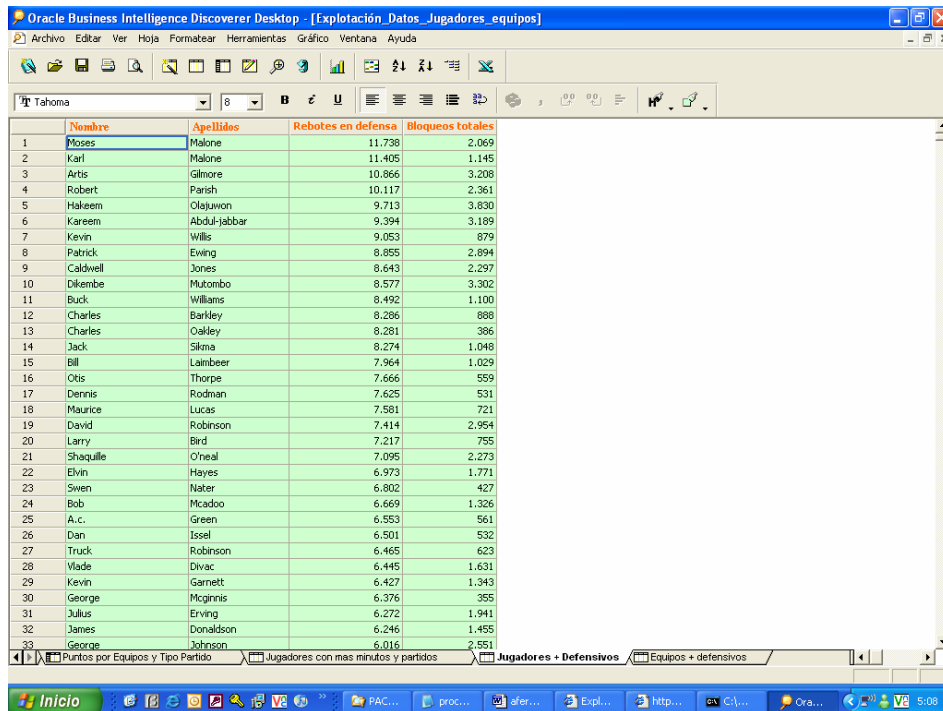 Oracle Business Intelligence Discoverer Desktop - [Explotación_Datos_Jugadores_equipos]
Archivo Editar Ver Hoja Formatear Herramientas Gráfico Ventana Ayuda
Tahoma 8 B i U
Nombre Apellidos Rebotes en defensa Bloqueos totales
1 Moses Malone 11.738 2.069
2 Karl Malone 11.405 1.145
3 Artis Gilmore 10.866 3.208
4 Robert Parish 10.117 2.361
5 Hakeem Olajuwon 9.713 3.830
6 Kareem Abdul-jabbar 9.394 3.189
7 Kevin Willis 9.053 879
8 Patrick Ewing 8.855 2.894
9 Caldwell Jones 8.643 2.297
10 Dikembe Mutombo 8.577 3.302
11 Buck Williams 8.492 1.100
12 Charles Barkley 8.286 888
13 Charles Oakley 8.281 386
14 Jack Sikma 8.274 1.048
15 Bill Laimbeer 7.964 1.029
16 Otis Thorpe 7.666 559
17 Dennis Rodman 7.625 531
18 Maurice Lucas 7.581 721
19 David Robinson 7.414 2.954
20 Larry Bird 7.217 755
21 Shaquille O'neal 7.095 2.273
22 Elvin Hayes 6.973 1.771
23 Swen Nater 6.802 427
24 Bob Mcadoo 6.669 1.326
25 A.c. Green 6.553 561
26 Dan Issel 6.501 532
27 Truck Robinson 6.465 623
28 Vlade Divac 6.445 1.631
29 Kevin Garnett 6.427 1.343
30 George Mcginnis 6.376 355
31 Julius Erving 6.272 1.941
32 James Donaldson 6.246 1.455
33 George Johnson 6.016 2.551
Puntos por Equipos y Tipo Partido Jugadores con mas minutos y partidos Jugadores + Defensivos Equipos + defensivos
Inicio PAC... proc... afer... Expl... http... C:\... Ora... 5:08